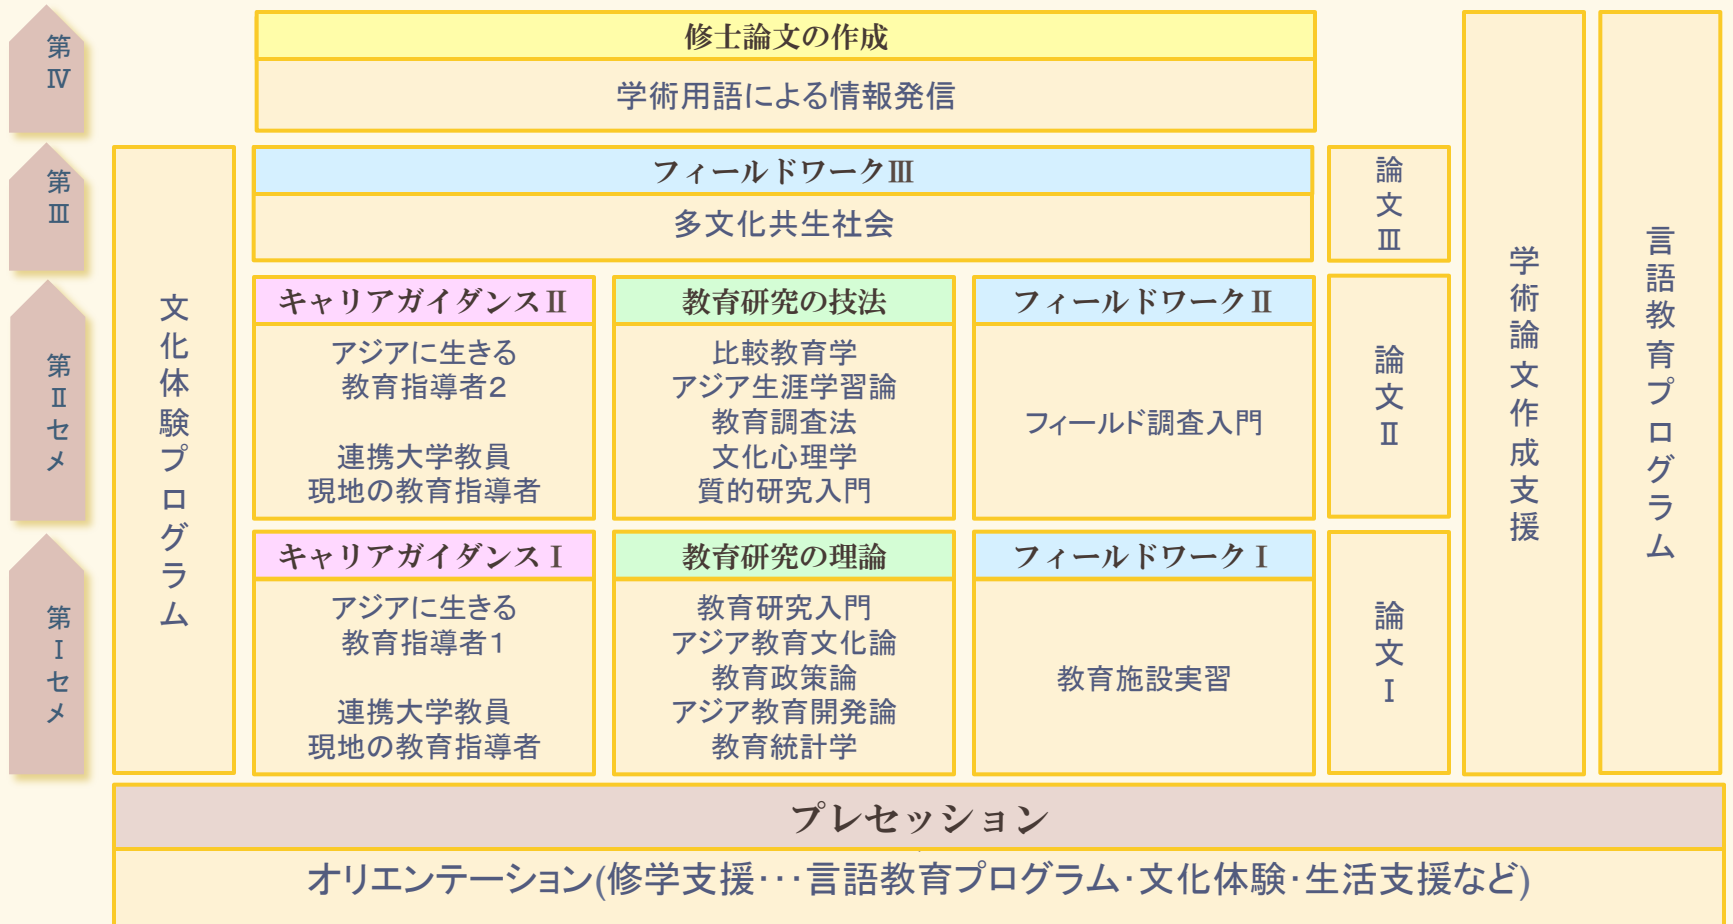 第
Ⅳ
修士論文の作成
学術用語による情報発信
第
Ⅲ
フィールドワークⅢ
多文化共生社会
論文Ⅲ
第Ⅱセメ
キャリアガイダンスⅡ
アジアに生きる
教育指導者2
連携大学教員
現地の教育指導者
教育研究の技法
比較教育学
アジア生涯学習論
教育調査法
文化心理学
質的研究入門
フィールドワークⅡ
フィールド調査入門
論文Ⅱ
第Ⅰセメ
キャリアガイダンスⅠ
アジアに生きる
教育指導者1
連携大学教員
現地の教育指導者
教育研究の理論
教育研究入門
アジア教育文化論
教育政策論
アジア教育開発論
教育統計学
フィールドワークⅠ
教育施設実習
論文Ⅰ
文化体験プログラム
学術論文作成支援
言語教育プログラム
プレセッション
オリエンテーション(修学支援･･･言語教育プログラム･文化体験･生活支援など)